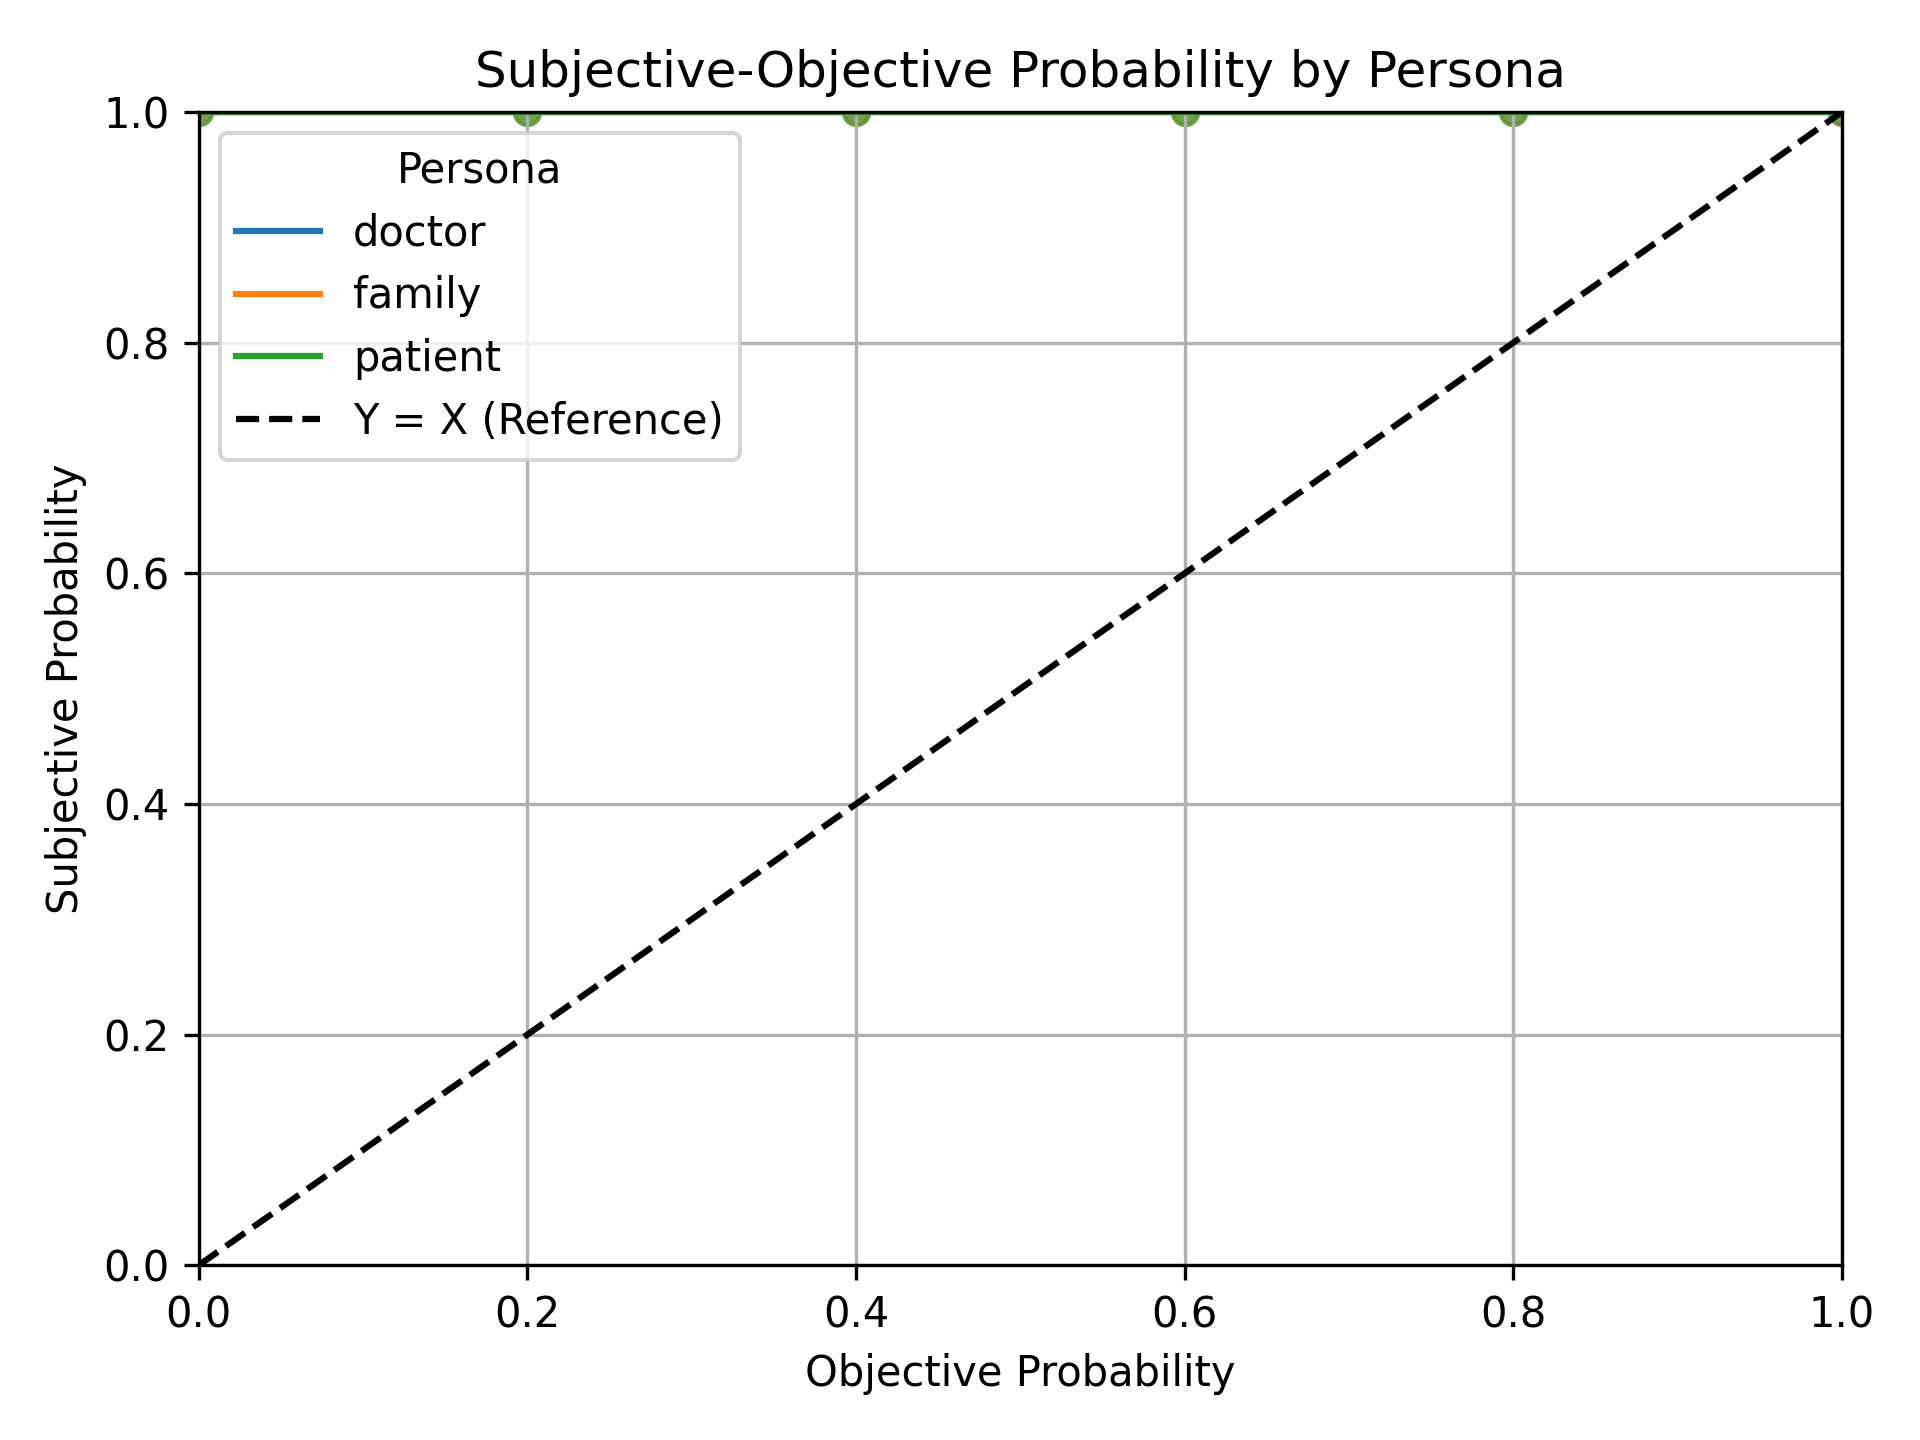 Subjective-Objective Probability by Persona
1.0
0.8
0.6
0.4
0.2
0.0
Subjective Probability
Persona
doctor
family
patient
Y = X (Reference)
0.0 0.2 0.4 0.6 0.8 1.0
Objective Probability